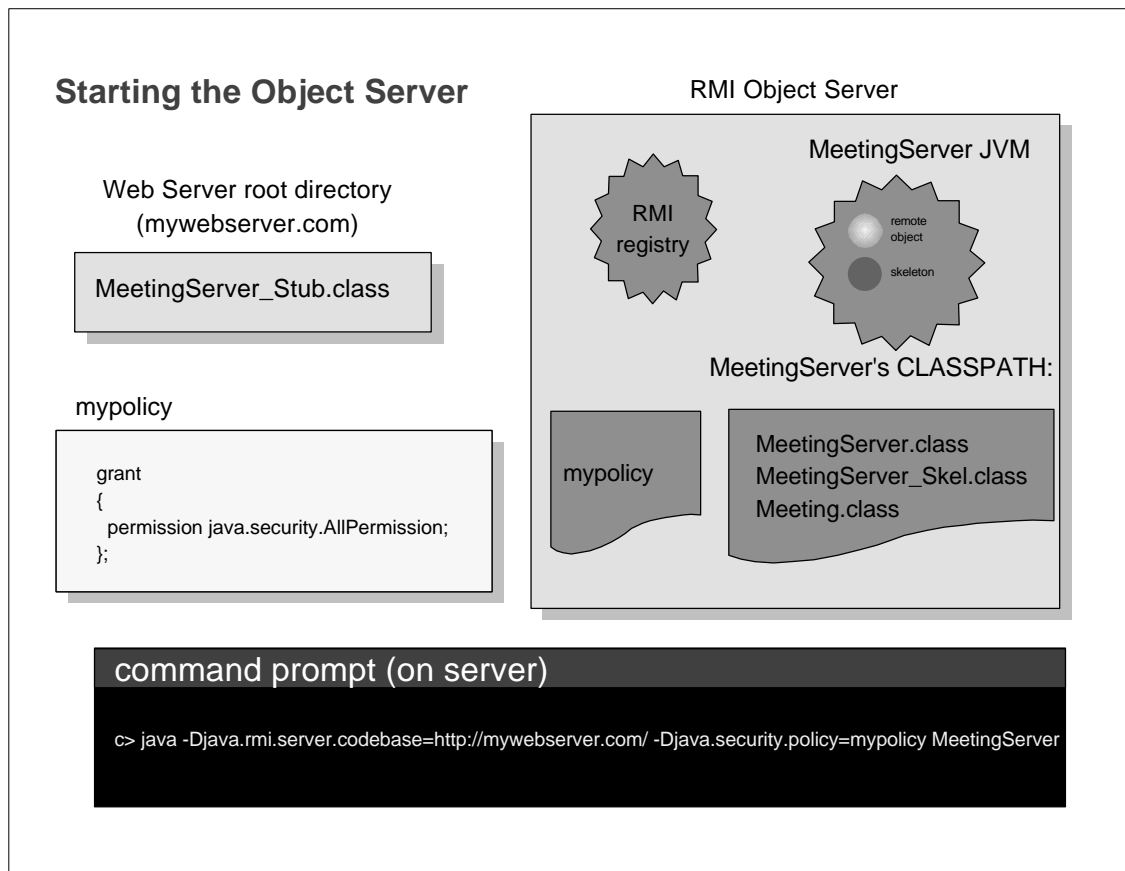 Starting the Object Server
Web Server root directory
(mywebserver.com)
MeetingServer_Stub.class
mypolicy
grant
{
permission java.security.AllPermission;
};
RMI Object Server
RMI
registry
MeetingServer JVM
remote
object
skeleton
MeetingServer's CLASSPATH:
mypolicy
MeetingServer.class
MeetingServer_Skel.class
Meeting.class
command prompt (on server)
c> java -Djava.rmi.server.codebase=http://mywebserver.com/ -Djava.security.policy=mypolicy MeetingServer